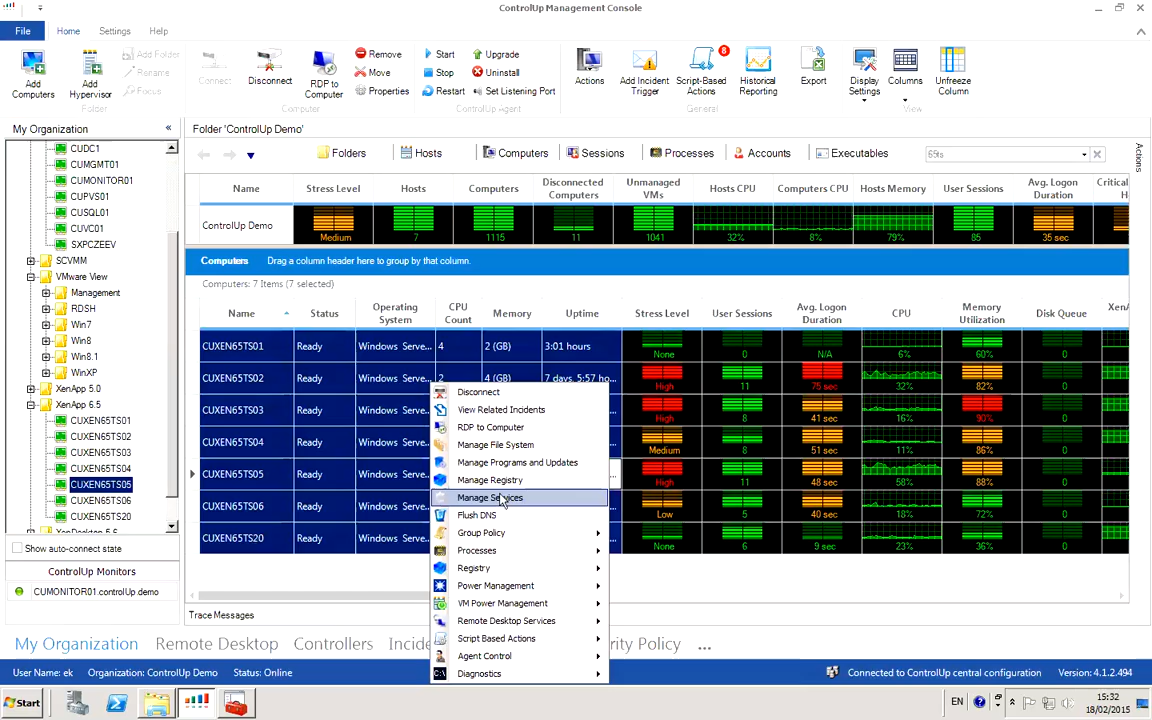 ControlUp Management Console
File Home Settings Help
Add Computers
Add Hypervisor
Add Folder
Rename
Focus
Folder
Connect
Disconnect
RDP to Computer
Remove
Move
Properties
Computer
Start
Stop
Restart
Upgrade
Uninstall
Set Listening Port
ControlUp Agent
Actions
Add Incident Trigger
8
Script-Based Actions
Historical Reporting
General
Export
Display Settings
Columns
Unfreeze Column
View
My Organization «
CUDC1
CUMGMT01
CUMONITOR01
CUPVS01
CUSQL01
CUVC01
SXPCZEEV
SCVMM
VMware View
Management
RDSH
Win7
Win8
Win8.1
WinXP
XenApp 5.0
XenApp 6.5
CUXEN65TS01
CUXEN65TS02
CUXEN65TS03
CUXEN65TS04
CUXEN65TS05
CUXEN65TS06
CUXEN65TS20
Show auto-connect state
ControlUp Monitors
CUMONITOR01.controlUp.demo
Folder 'ControlUp Demo'
Folders Hosts Computers Sessions Processes Accounts Executables 65ts
Actions
Name Stress Level Hosts Computers Disconnected Computers Unmanaged VMs Hosts CPU Computers CPU Hosts Memory User Sessions Avg. Logon Duration Critical
ControlUp Demo Medium 7 1115 11 1041 32% 8% 79% 85 35 sec
Computers Drag a column header here to group by that column.
Computers: 7 Items (7 selected)
Name Status Operating System CPU Count Memory Uptime Stress Level User Sessions Avg. Logon Duration CPU Memory Utilization Disk Queue XenA
CUXEN65TS01 Ready Windows Serve... 4 2 (GB) 3:01 hours None 0 N/A 6% 60% 0
CUXEN65TS02 Ready Windows Serve... 2 4 (GB) 7 days, 5:57 ho... High 11 75 sec 32% 82% 0
CUXEN65TS03 Ready Windows Serve.. High 8 41 sec 16% 90% 0
CUXEN65TS04 Ready Windows Serve.. Medium 8 51 sec 11% 86% 0
CUXEN65TS05 Ready Windows Serve.. High 11 48 sec 58% 88% 0
CUXEN65TS06 Ready Windows Serve.. Low 5 40 sec 18% 72% 0
CUXEN65TS20 Ready Windows Serve.. None 6 9 sec 23% 36% 0
Disconnect
View Related Incidents
RDP to Computer
Manage File System
Manage Programs and Updates
Manage Registry
Manage Services
Flush DNS
Group Policy
Processes
Registry
Power Management
VM Power Management
Remote Desktop Services
Script Based Actions
Agent Control
Diagnostics
Trace Messages
My Organization Remote Desktop Controllers Incide rity Policy ...
User Name: ek Organization: ControlUp Demo Status: Online Connected to ControlUp central configuration Version: 4.1.2.494
Start EN 15:32
18/02/2015